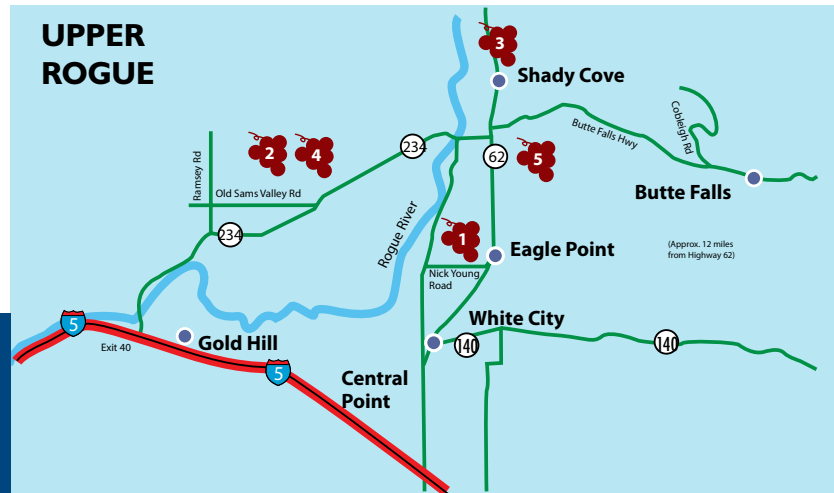 UPPER
ROGUE
3
Shady Cove
Cobleigh Rd
Butte Falls Hwy
234
62
2
4
5
Ramsey Rd
Old Sams Valley Rd
Butte Falls
234
Rogue River
1
Eagle Point
(Approx. 12 miles
from Highway 62)
Nick Young
Road
White City
5
Exit 40
Gold Hill
140
140
5
Central
Point